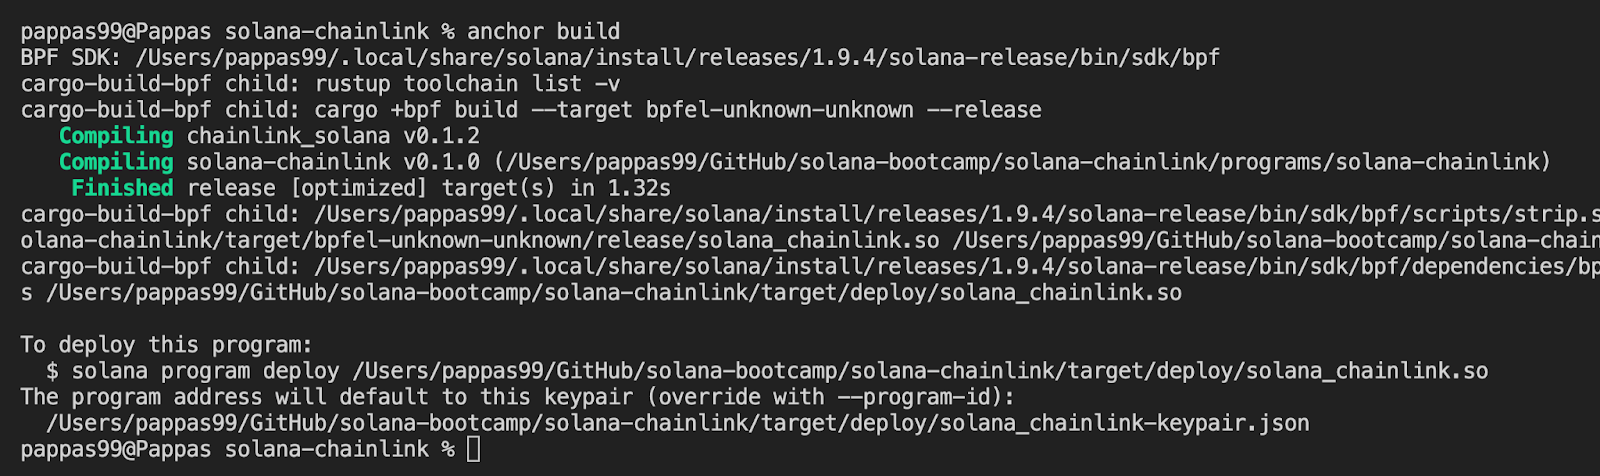 pappas99@Pappas solana-chainlink % anchor build
BPF SDK: /Users/pappas99/.local/share/solana/install/releases/1.9.4/solana-release/bin/sdk/bpf
cargo-build-bpf child: rustup toolchain list -v
cargo-build-bpf child: cargo +bpf build --target bpfel-unknown-unknown --release
Compiling chainlink_solana v0.1.2
Compiling solana-chainlink v0.1.0 (/Users/pappas99/GitHub/solana-bootcamp/solana-chainlink/programs/solana-chainlink)
Finished release [optimized] target(s) in 1.32s
cargo-build-bpf child: /Users/pappas99/.local/share/solana/install/releases/1.9.4/solana-release/bin/sdk/bpf/scripts/strip.s
olana-chainlink/target/bpfel-unknown-unknown/release/solana_chainlink.so /Users/pappas99/GitHub/solana-bootcamp/solana-chain
cargo-build-bpf child: /Users/pappas99/.local/share/solana/install/releases/1.9.4/solana-release/bin/sdk/bpf/dependencies/bp
s /Users/pappas99/GitHub/solana-bootcamp/solana-chainlink/target/deploy/solana_chainlink.so
To deploy this program:
$ solana program deploy /Users/pappas99/GitHub/solana-bootcamp/solana-chainlink/target/deploy/solana_chainlink.so
The program address will default to this keypair (override with --program-id):
/Users/pappas99/GitHub/solana-bootcamp/solana-chainlink/target/deploy/solana_chainlink-keypair.json
pappas99@Pappas solana-chainlink %